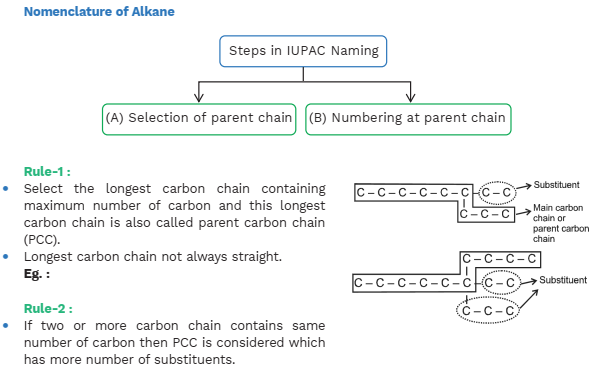 Nomenclature of Alkane
Steps in IUPAC Naming
(A) Selection of parent chain
(B) Numbering at parent chain
Rule-1 :
• Select the longest carbon chain containing
maximum number of carbon and this longest
carbon chain is also called parent carbon chain
(PCC).
• Longest carbon chain not always straight.
Eg. :
C–C–C–C–C–C–C–C
Substituent
C–C–C
Main carbon
chain or
parent carbon
chain
C–C–C–C
C–C–C–C–C–C–C–C
Substituent
C–C–C
Rule-2 :
• If two or more carbon chain contains same
number of carbon then PCC is considered which
has more number of substituents.